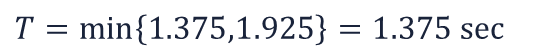 T = min{1.375,1.925} = 1.375 sec